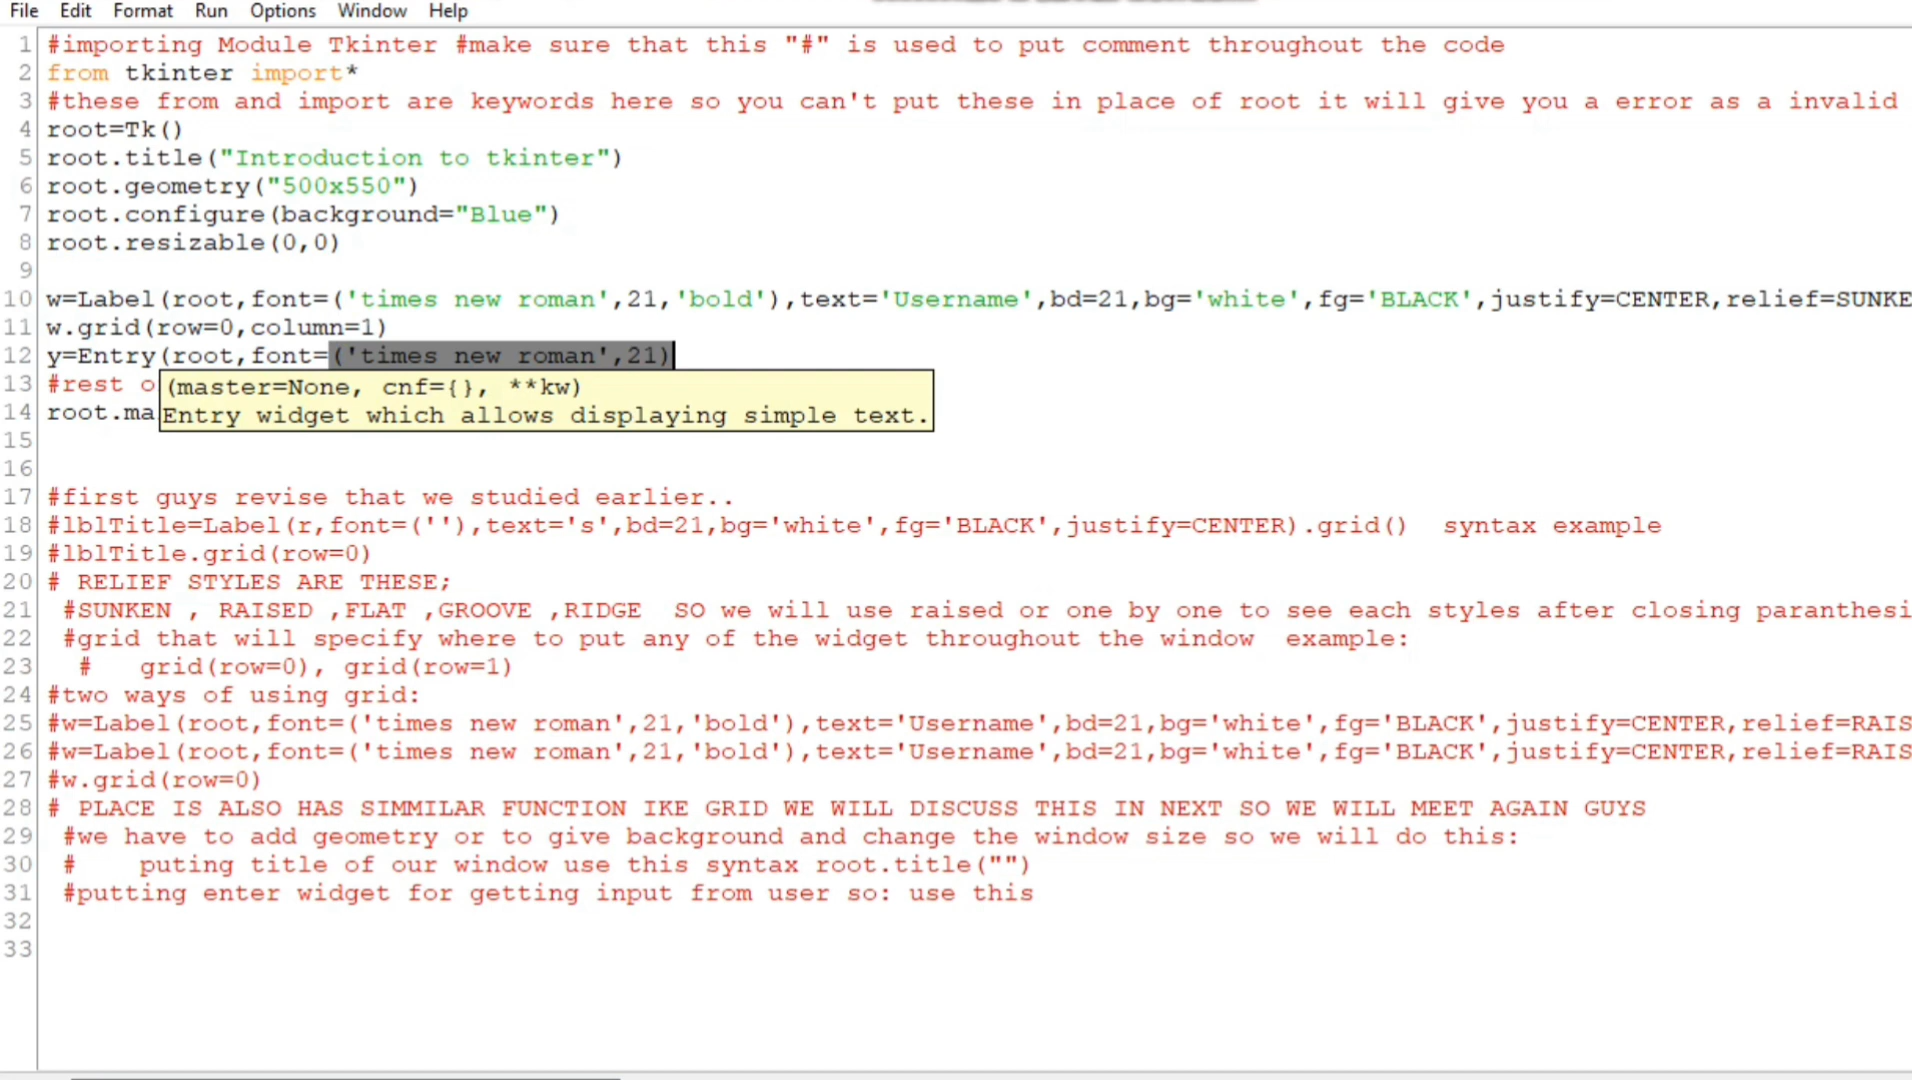 File Edit Format Run Options Window Help
1 #importing Module Tkinter #make sure that this "#" is used to put comment throughout the code
2 from tkinter import*
3 #these from and import are keywords here so you can't put these in place of root it will give you a error as a invalid
4 root=Tk()
5 root.title("Introduction to tkinter")
6 root.geometry("500x550")
7 root.configure(background="Blue")
8 root.resizable(0,0)
9
10 w=Label(root,font=('times new roman',21,'bold'),text='Username',bd=21,bg='white',fg='BLACK',justify=CENTER,relief=SUNKE
11 w.grid(row=0,column=1)
12 y=Entry(root,font=('times new roman',21)
13 #rest o
(master=None, cnf={}, **kw)
14 root.ma
Entry widget which allows displaying simple text.
15
16
17 #first guys revise that we studied earlier..
18 #lblTitle=Label(r,font=(''),text='s',bd=21,bg='white',fg='BLACK',justify=CENTER).grid() syntax example
19 #lblTitle.grid(row=0)
20 # RELIEF STYLES ARE THESE;
21 #SUNKEN , RAISED ,FLAT ,GROOVE ,RIDGE SO we will use raised or one by one to see each styles after closing paranthesi
22 #grid that will specify where to put any of the widget throughout the window example:
23 # grid(row=0), grid(row=1)
24 #two ways of using grid:
25 #w=Label(root,font=('times new roman',21,'bold'),text='Username',bd=21,bg='white',fg='BLACK',justify=CENTER,relief=RAIS
26 #w=Label(root,font=('times new roman',21,'bold'),text='Username',bd=21,bg='white',fg='BLACK',justify=CENTER,relief=RAIS
27 #w.grid(row=0)
28 # PLACE IS ALSO HAS SIMMILAR FUNCTION IKE GRID WE WILL DISCUSS THIS IN NEXT SO WE WILL MEET AGAIN GUYS
29 #we have to add geometry or to give background and change the window size so we will do this:
30 # puting title of our window use this syntax root.title("")
31 #putting enter widget for getting input from user so: use this
32
33